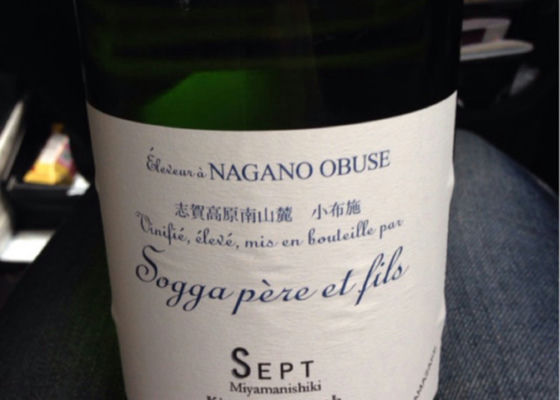 Éleveur à NAGANO OBUSE
志賀高原南山麓 小布施
Vinifié, élevé, mis en bouteille par
Sogga père et fils
SEPT
Miyamanishiki